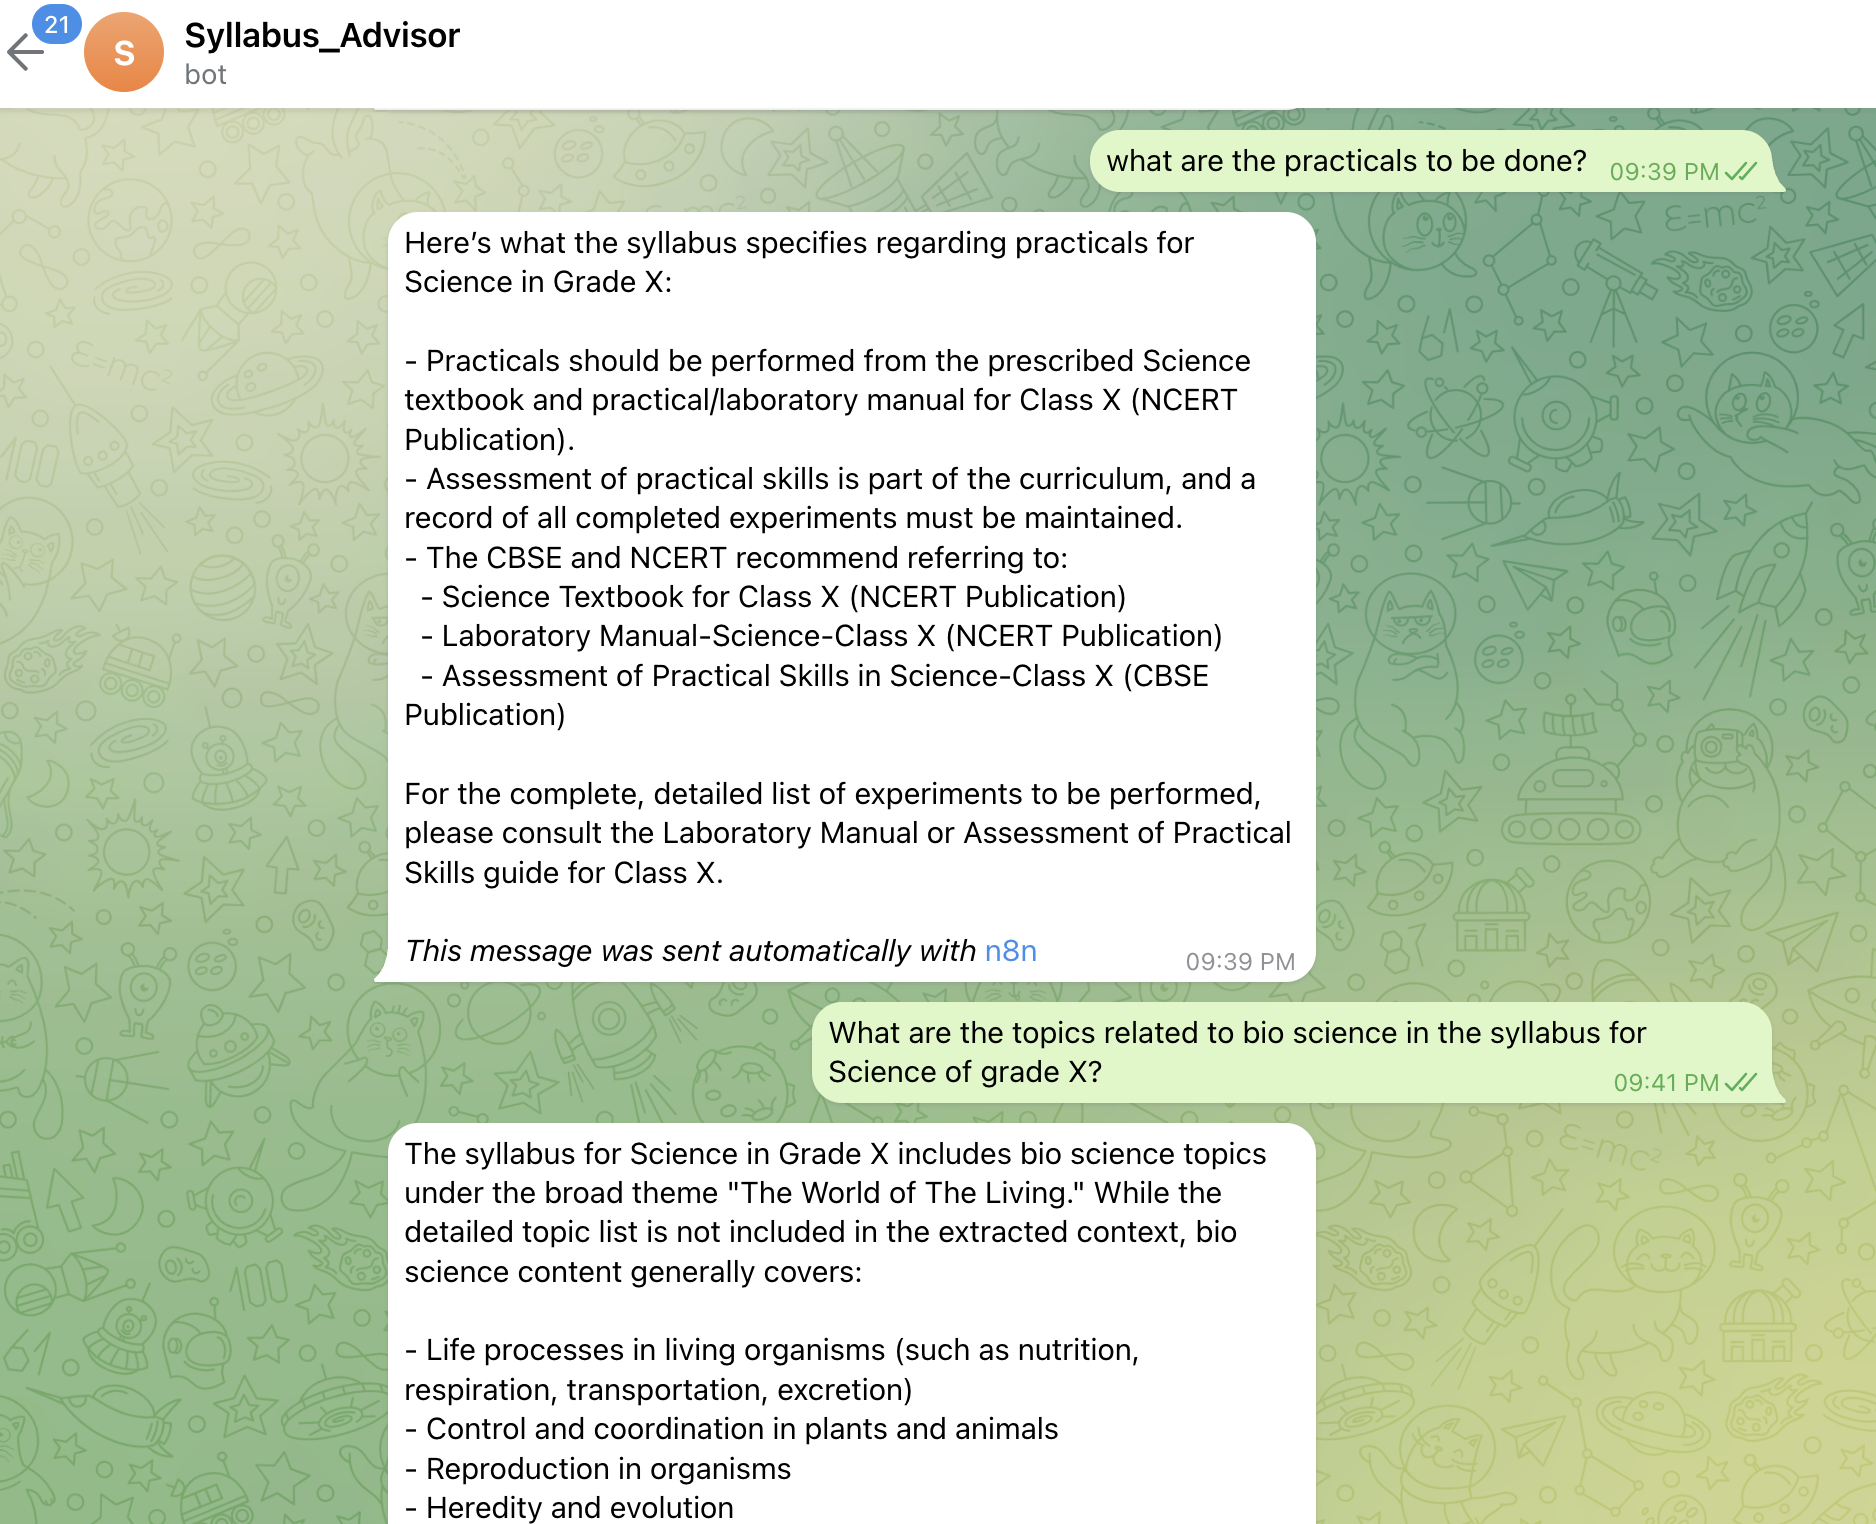 21
S
Syllabus_Advisor
bot
what are the practicals to be done?
09:39 PM
Here’s what the syllabus specifies regarding practicals for
Science in Grade X:
- Practicals should be performed from the prescribed Science
textbook and practical/laboratory manual for Class X (NCERT
Publication).
- Assessment of practical skills is part of the curriculum, and a
record of all completed experiments must be maintained.
- The CBSE and NCERT recommend referring to:
- Science Textbook for Class X (NCERT Publication)
- Laboratory Manual-Science-Class X (NCERT Publication)
- Assessment of Practical Skills in Science-Class X (CBSE
Publication)
For the complete, detailed list of experiments to be performed,
please consult the Laboratory Manual or Assessment of Practical
Skills guide for Class X.
This message was sent automatically with n8n
09:39 PM
What are the topics related to bio science in the syllabus for
Science of grade X?
09:41 PM
The syllabus for Science in Grade X includes bio science topics
under the broad theme "The World of The Living." While the
detailed topic list is not included in the extracted context, bio
science content generally covers:
- Life processes in living organisms (such as nutrition,
respiration, transportation, excretion)
- Control and coordination in plants and animals
- Reproduction in organisms
- Heredity and evolution